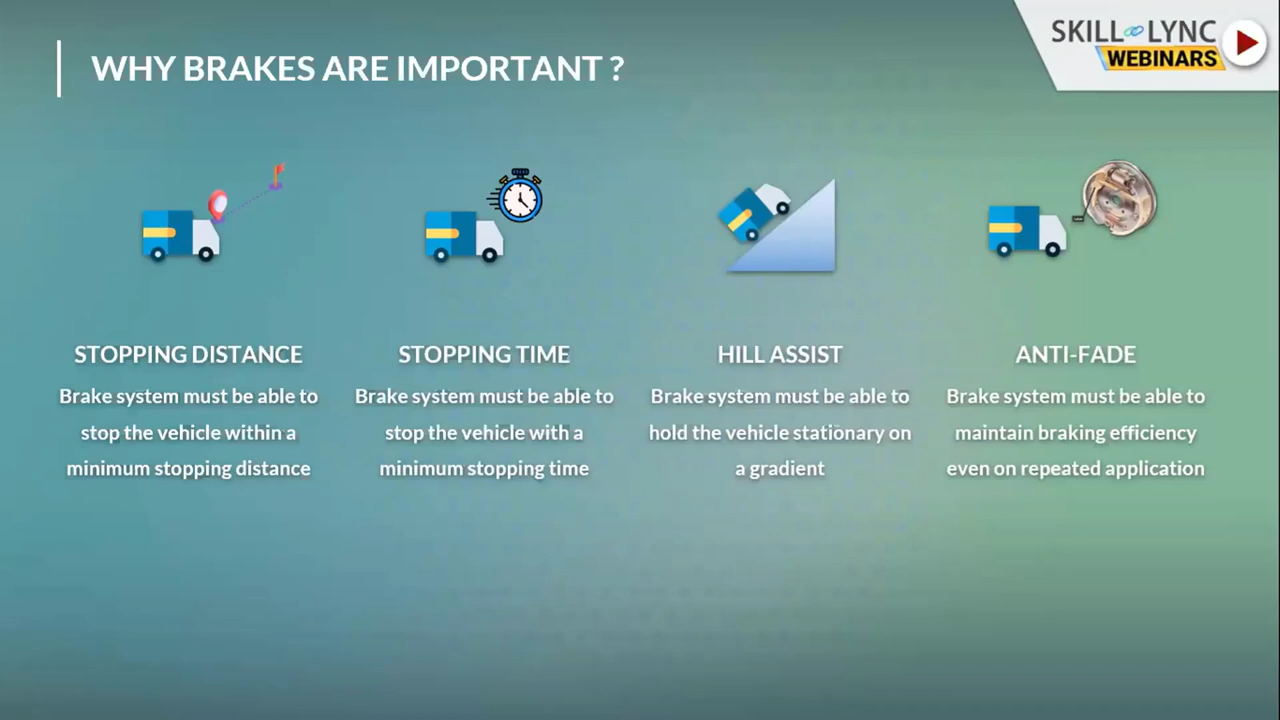 SKILL LYNC
WEBINARS
WHY BRAKES ARE IMPORTANT ?
STOPPING DISTANCE
Brake system must be able to
stop the vehicle within a
minimum stopping distance
STOPPING TIME
Brake system must be able to
stop the vehicle with a
minimum stopping time
HILL ASSIST
Brake system must be able to
hold the vehicle stationary on
a gradient
ANTI-FADE
Brake system must be able to
maintain braking efficiency
even on repeated application